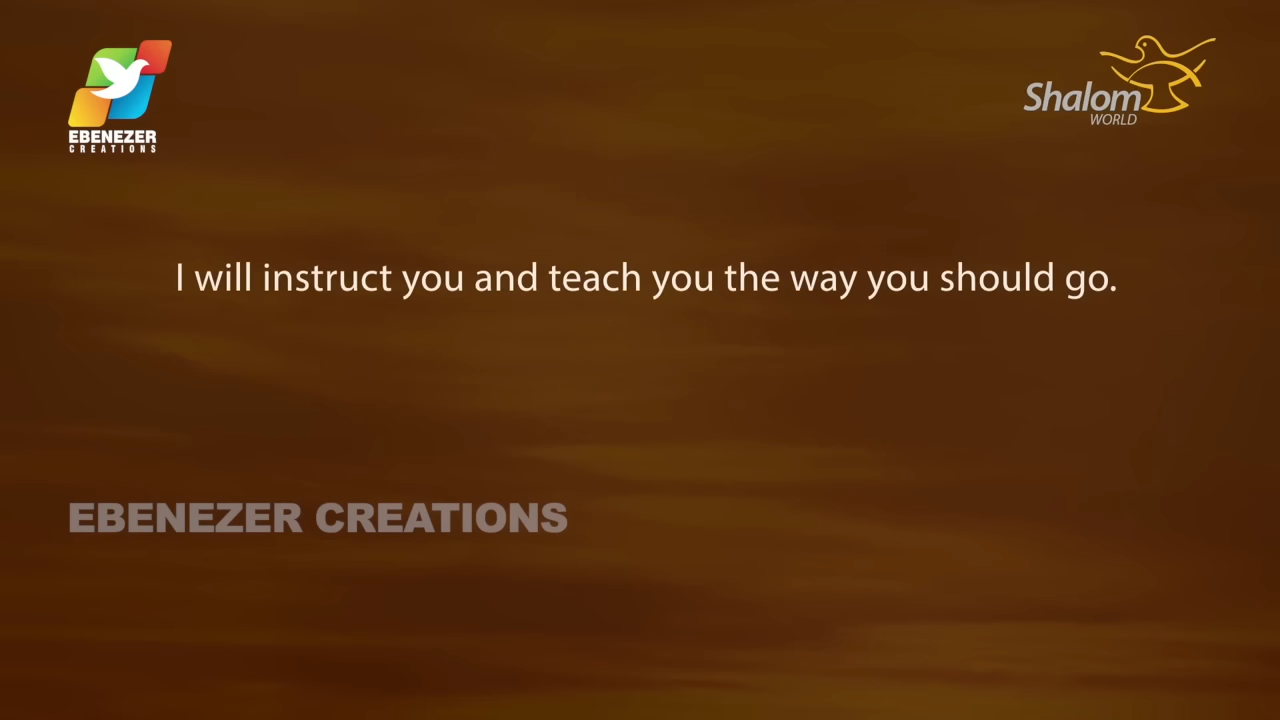 EBENEZER
CREATIONS
Shalom
WORLD
I will instruct you and teach you the way you should go.
EBENEZER CREATIONS